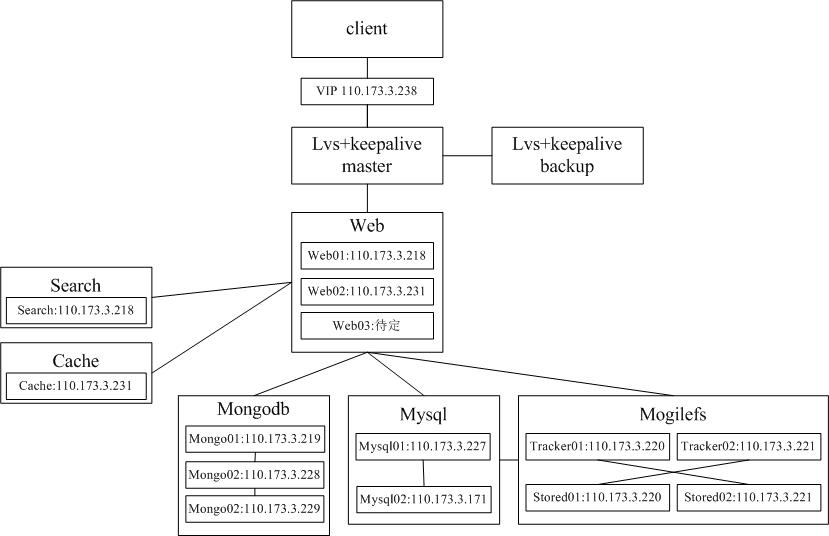 client
VIP 110.173.3.238
Lvs+keepalive
master
Lvs+keepalive
backup
Web
Web01:110.173.3.218
Web02:110.173.3.231
Web03:待定
Search
Search:110.173.3.218
Cache
Cache:110.173.3.231
Mongodb
Mongo01:110.173.3.219
Mongo02:110.173.3.228
Mongo02:110.173.3.229
Mysql
Mysql01:110.173.3.227
Mysql02:110.173.3.171
Mogilefs
Tracker01:110.173.3.220
Tracker02:110.173.3.221
Stored01:110.173.3.220
Stored02:110.173.3.221